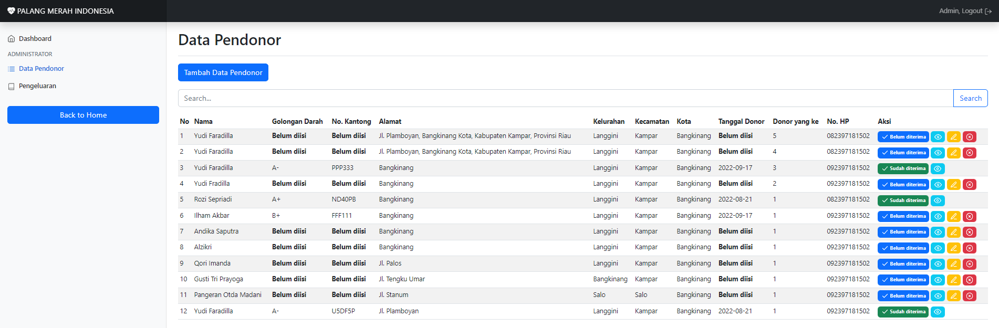 PALANG MERAH INDONESIA
Admin, Logout
Dashboard
ADMINISTRATOR
Data Pendonor
Pengeluaran
Back to Home
Data Pendonor
Tambah Data Pendonor
Search... Search
No Nama Golongan Darah No. Kantong Alamat Kelurahan Kecamatan Kota Tanggal Donor Donor yang ke No. HP Aksi
1 Yudi Faradilla Belum diisi Belum diisi Jl. Plamboyan, Bangkinang Kota, Kabupaten Kampar, Provinsi Riau Langgini Kampar Bangkinang Belum diisi 5 082397181502 Belum diterima
2 Yudi Faradilla Belum diisi Belum diisi Jl. Plamboyan, Bangkinang Kota, Kabupaten Kampar, Provinsi Riau Langgini Kampar Bangkinang Belum diisi 4 082397181502 Belum diterima
3 Yudi Faradilla A- PPP333 Bangkinang Langgini Kampar Bangkinang 2022-09-17 3 092397181502 Sudah diterima
4 Yudi Fradilla Belum diisi Belum diisi Bangkinang Langgini Kampar Bangkinang Belum diisi 2 092397181502 Belum diterima
5 Rozi Sepriadi A+ ND40PB Bangkinang Langgini Kampar Bangkinang 2022-08-21 1 082397181502 Sudah diterima
6 Ilham Akbar B+ FFF111 Bangkinang Langgini Kampar Bangkinang 2022-09-17 1 092397181502 Belum diterima
7 Andika Saputra Belum diisi Belum diisi Bangkinang Langgini Kampar Bangkinang Belum diisi 1 092397181502 Belum diterima
8 Alzikri Belum diisi Belum diisi Bangkinang Langgini Kampar Bangkinang Belum diisi 1 092397181502 Belum diterima
9 Qori Imanda Belum diisi Belum diisi Jl. Palos Langgini Kampar Bangkinang Belum diisi 1 092397181502 Belum diterima
10 Gusti Tri Prayoga Belum diisi Belum diisi Jl. Tengku Umar Bangkinang Kampar Bangkinang Belum diisi 1 092397181502 Belum diterima
11 Pangeran Otda Madani Belum diisi Belum diisi Jl. Stanum Salo Salo Bangkinang Belum diisi 1 092397181502 Belum diterima
12 Yudi Faradilla A- U5DF5P Jl. Plamboyan Langgini Kampar Bangkinang 2022-08-21 1 092397181502 Sudah diterima